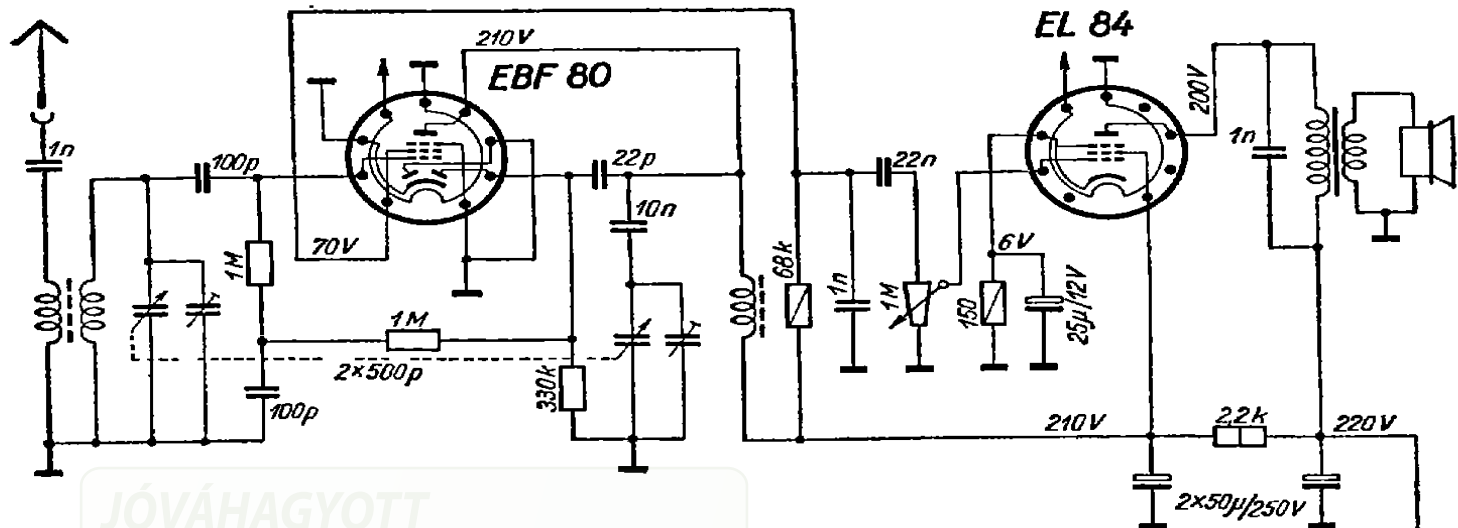 EBF 80
EL 84
210V
200V
1n
100p
22p
22n
1n
10n
70V
1M
6V
68k
1n
1M
150
25µ/12V
1M
2×500p
330k
100p
210V
2,2k
220V
2×50µ/250V
JÓVÁHAGYOTT